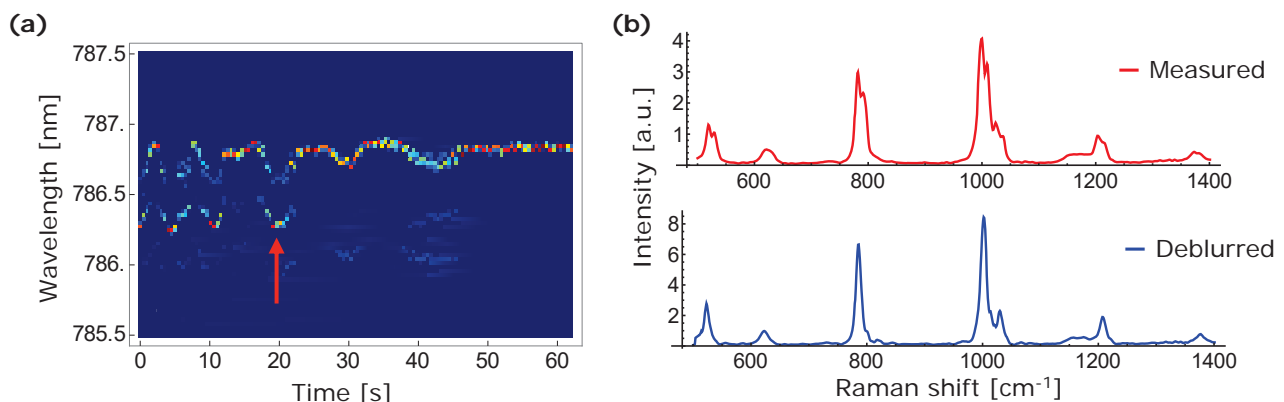 (a)
787.5
787.
786.5
786.
785.5
Wavelength [nm]
0 10 20 30 40 50 60
Time [s]
(b)
4
3
2
1
Measured
600 800 1000 1200 1400
Intensity [a.u.]
8
6
4
2
Deblurred
600 800 1000 1200 1400
Raman shift [cm-1]